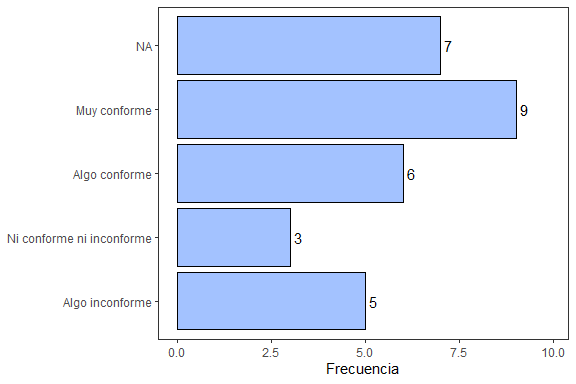 NA
7
Muy conforme
9
Algo conforme
6
Ni conforme ni inconforme
3
Algo inconforme
5
0.0 2.5 5.0 7.5 10.0
Frecuencia